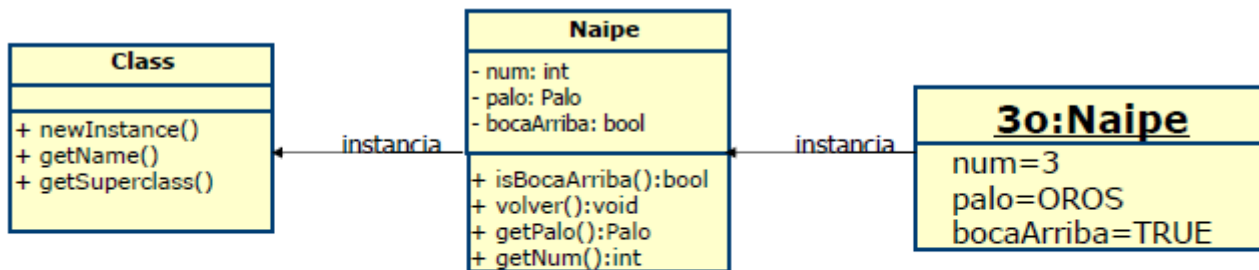 Class
+ newInstance()
+ getName()
+ getSuperclass()
instancia
Naipe
- num: int
- palo: Palo
- bocaArriba: bool
+ isBocaArriba():bool
+ volver():void
+ getPalo():Palo
+ getNum():int
instancia
3o:Naipe
num=3
palo=OROS
bocaArriba=TRUE